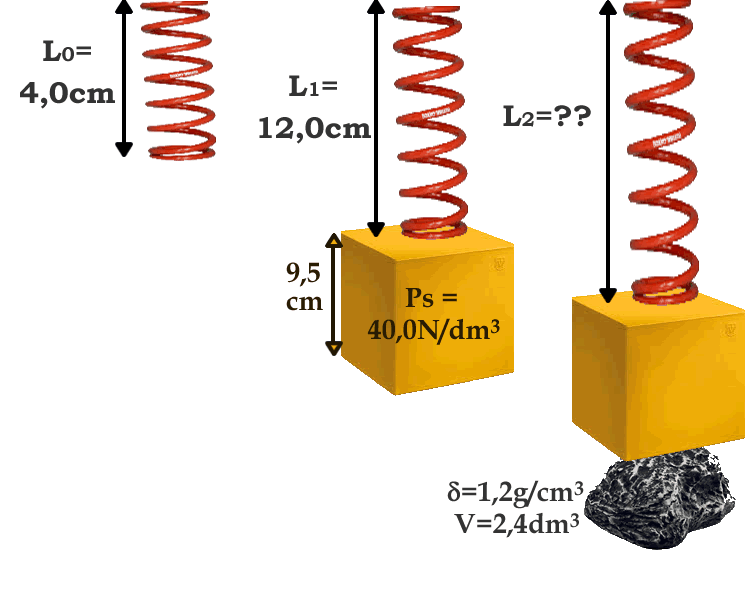 L₀=
4,0cm
L₁=
12,0cm
L₂=??
9,5
cm
Ps =
40,0N/dm³
δ=1,2g/cm³
V=2,4dm³